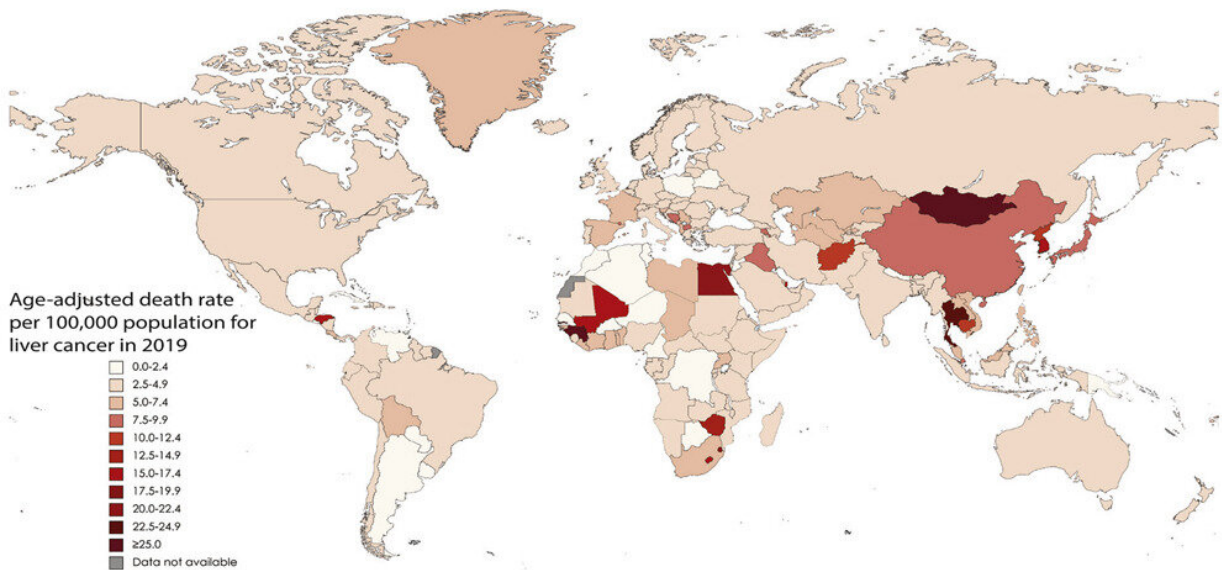 Age-adjusted death rate
per 100,000 population for
liver cancer in 2019
0.0-2.4
2.5-4.9
5.0-7.4
7.5-9.9
10.0-12.4
12.5-14.9
15.0-17.4
17.5-19.9
20.0-22.4
22.5-24.9
≥25.0
Data not available